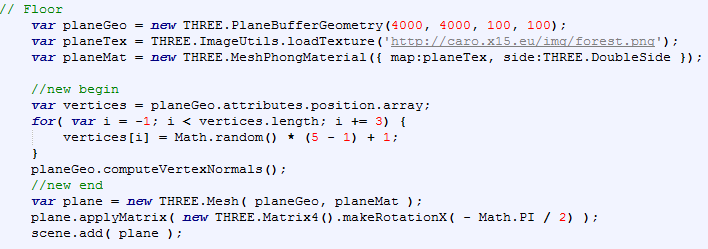 // Floor
var planeGeo = new THREE.PlaneBufferGeometry(4000, 4000, 100, 100);
var planeTex = THREE.ImageUtils.loadTexture('http://caro.x15.eu/img/forest.png');
var planeMat = new THREE.MeshPhongMaterial({ map:planeTex, side:THREE.DoubleSide });
//new begin
var vertices = planeGeo.attributes.position.array;
for( var i = -1; i < vertices.length; i += 3) {
vertices[i] = Math.random() * (5 - 1) + 1;
}
planeGeo.computeVertexNormals();
//new end
var plane = new THREE.Mesh( planeGeo, planeMat );
plane.applyMatrix( new THREE.Matrix4().makeRotationX( - Math.PI / 2) );
scene.add( plane );